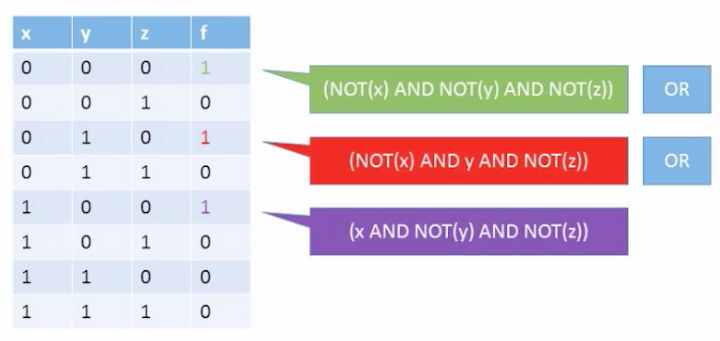 x y z f
0 0 0 1
(NOT(x) AND NOT(y) AND NOT(z)) OR
0 0 1 0
0 1 0 1
(NOT(x) AND y AND NOT(z)) OR
0 1 1 0
1 0 0 1
(x AND NOT(y) AND NOT(z))
1 0 1 0
1 1 0 0
1 1 1 0